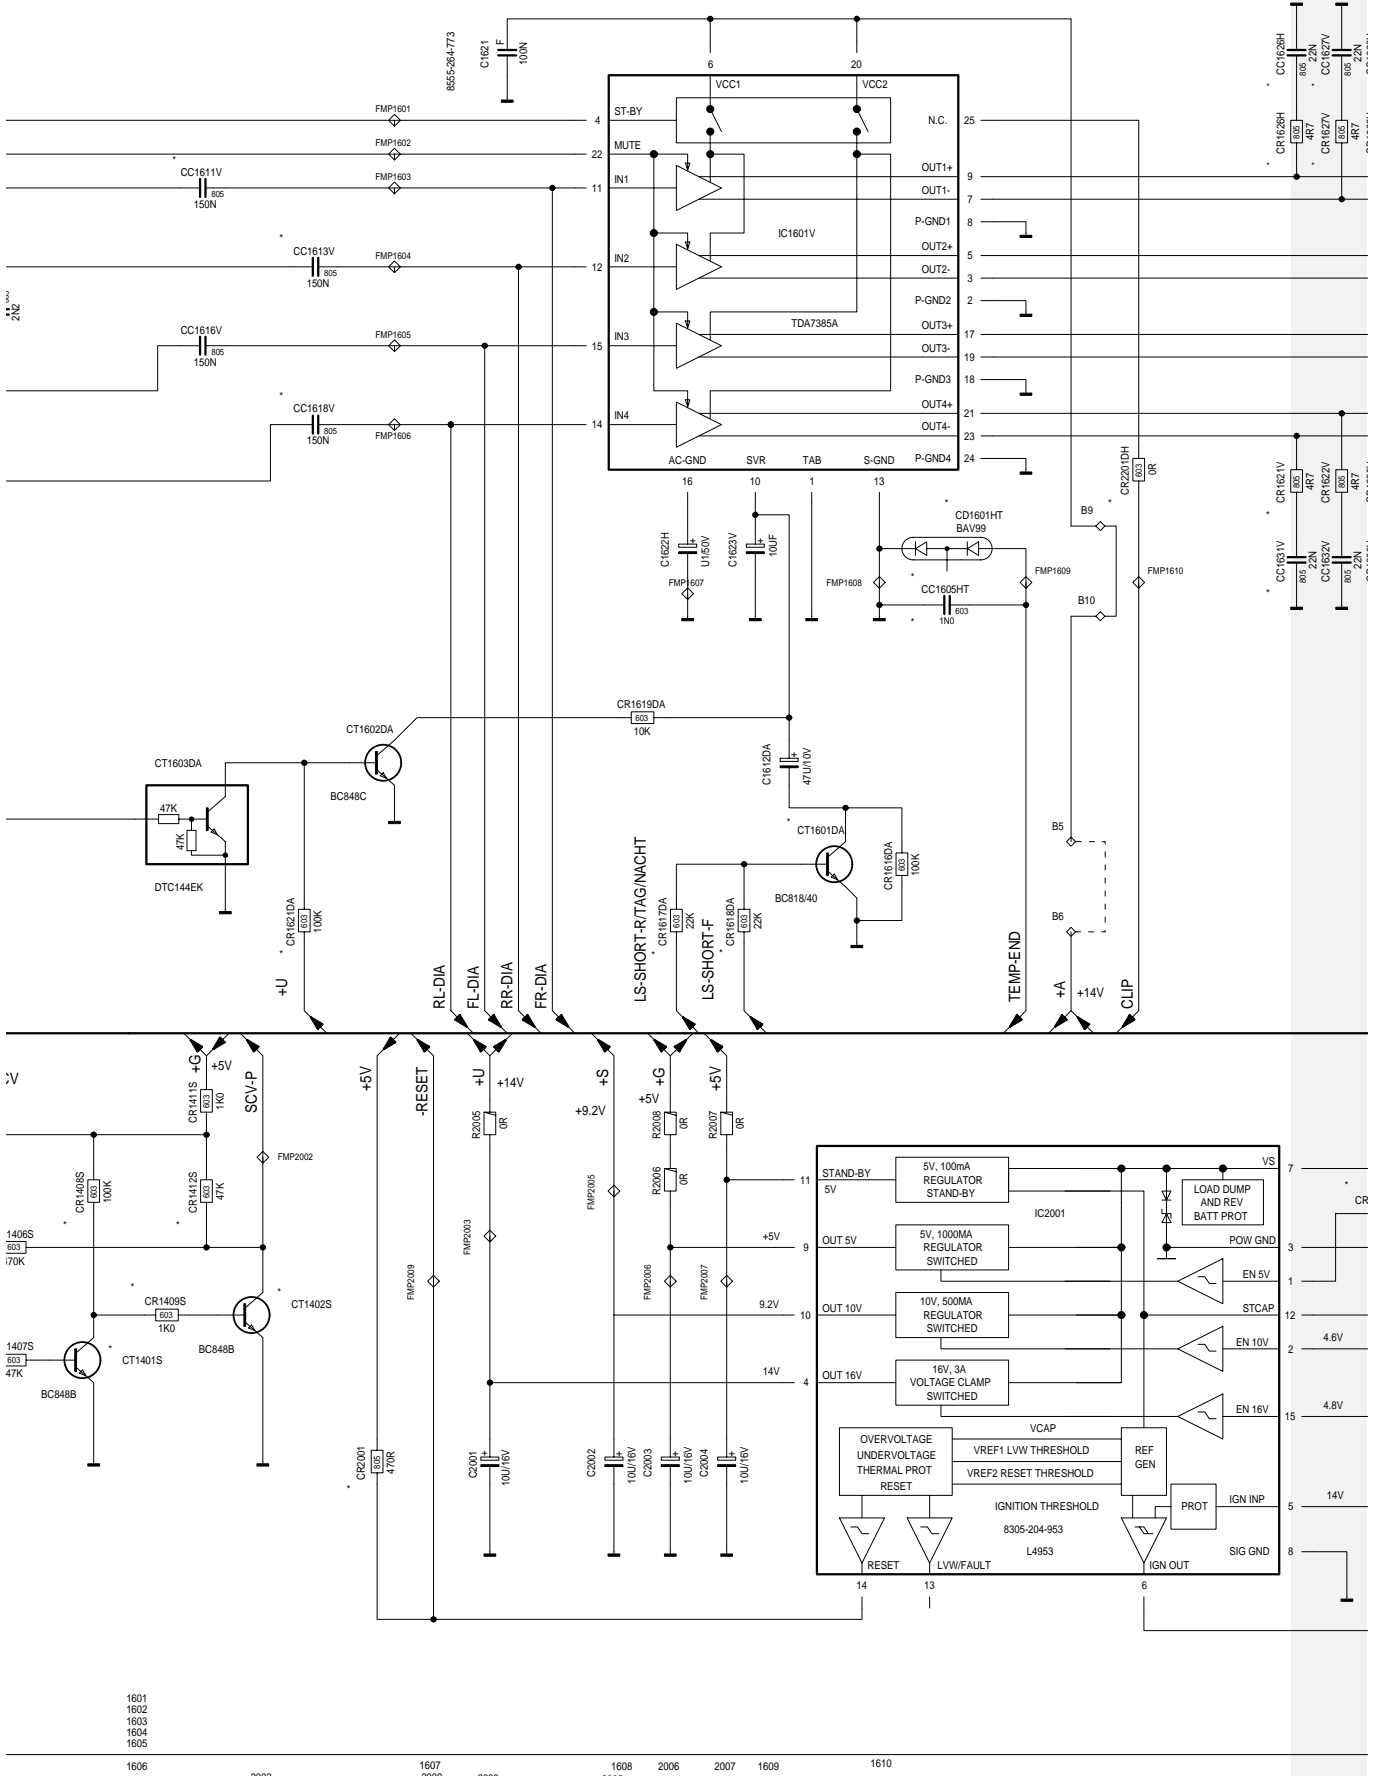 8555-264-773
C1621
F
100N
6
20
VCC1
VCC2
CC1626H
805
22N
CC1627V
805
22N
CR1626H
805
4R7
CR1627V
805
4R7
FMP1601
4
ST-BY
N.C.
25
FMP1602
22
MUTE
CC1611V
805
150N
FMP1603
11
IN1
OUT1+
9
OUT1-
7
P-GND1
8
IC1601V
CC1613V
805
150N
FMP1604
12
IN2
OUT2+
5
OUT2-
3
P-GND2
2
2N2
TDA7385A
CC1616V
805
150N
FMP1605
15
IN3
OUT3+
17
OUT3-
19
P-GND3
18
CC1618V
805
150N
FMP1606
14
IN4
OUT4+
21
OUT4-
23
P-GND4
24
AC-GND
SVR
TAB
S-GND
16
10
1
13
CR2201DH
603
0R
CR1621V
805
4R7
CR1622V
805
4R7
C1622H
+
U1/50V
C1623V
+
10UF
CD1601HT
BAV99
B9
CC1631V
805
22N
CC1632V
805
22N
FMP1607
FMP1608
FMP1609
FMP1610
CC1605HT
603
1N0
B10
CR1619DA
603
10K
CT1602DA
BC848C
CT1603DA
47K
47K
DTC144EK
C1612DA
+
47U/10V
CT1601DA
BC818/40
CR1616DA
603
100K
B5
B6
CR1621DA
603
100K
LS-SHORT-R/TAG/NACHT
CR1617DA
603
22K
LS-SHORT-F
CR1618DA
603
22K
+U
RL-DIA
FL-DIA
RR-DIA
FR-DIA
TEMP-END
+A
+14V
CLIP
+G
+5V
SCV-P
+5V
-RESET
+U
+14V
+S
+9.2V
+G
+5V
+5V
CR1411S
603
1K0
R2005
0R
R2008
0R
R2007
0R
FMP2002
CR1408S
603
100K
CR1412S
603
47K
FMP2005
R2006
0R
11
STAND-BY
5V
5V, 100mA
REGULATOR
STAND-BY
VS
7
LOAD DUMP
AND REV
BATT PROT
CR
IC2001
1406S
603
FMP2003
FMP2009
FMP2006
FMP2007
+5V
9
OUT 5V
5V, 1000MA
REGULATOR
SWITCHED
POW GND
3
EN 5V
1
CR1409S
603
1K0
CT1402S
BC848B
9.2V
10
OUT 10V
10V, 500MA
REGULATOR
SWITCHED
STCAP
12
EN 10V
2
4.6V
1407S
603
47K
CT1401S
BC848B
14V
4
OUT 16V
16V, 3A
VOLTAGE CLAMP
SWITCHED
EN 16V
15
4.8V
VCAP
CR2001
805
470R
C2001
+
10U/16V
C2002
+
10U/16V
C2003
+
10U/16V
C2004
+
10U/16V
OVERVOLTAGE
UNDERVOLTAGE
THERMAL PROT
RESET
VREF1 LVW THRESHOLD
VREF2 RESET THRESHOLD
REF
GEN
IGNITION THRESHOLD
PROT
IGN INP
5
14V
8305-204-953
L4953
SIG GND
8
RESET
LVW/FAULT
IGN OUT
14
13
6
1601
1602
1603
1604
1605
1606
1607
1608
2006
2007
1609
1610